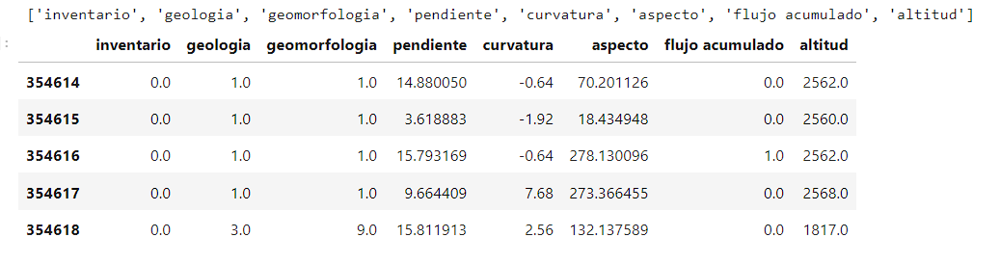 ['inventario', 'geologia', 'geomorfologia', 'pendiente', 'curvatura', 'aspecto', 'flujo acumulado', 'altitud']
: inventario geologia geomorfologia pendiente curvatura aspecto flujo acumulado altitud
354614 0.0 1.0 1.0 14.880050 -0.64 70.201126 0.0 2562.0
354615 0.0 1.0 1.0 3.618883 -1.92 18.434948 0.0 2560.0
354616 0.0 1.0 1.0 15.793169 -0.64 278.130096 1.0 2562.0
354617 0.0 1.0 1.0 9.664409 7.68 273.366455 0.0 2568.0
354618 0.0 3.0 9.0 15.811913 2.56 132.137589 0.0 1817.0